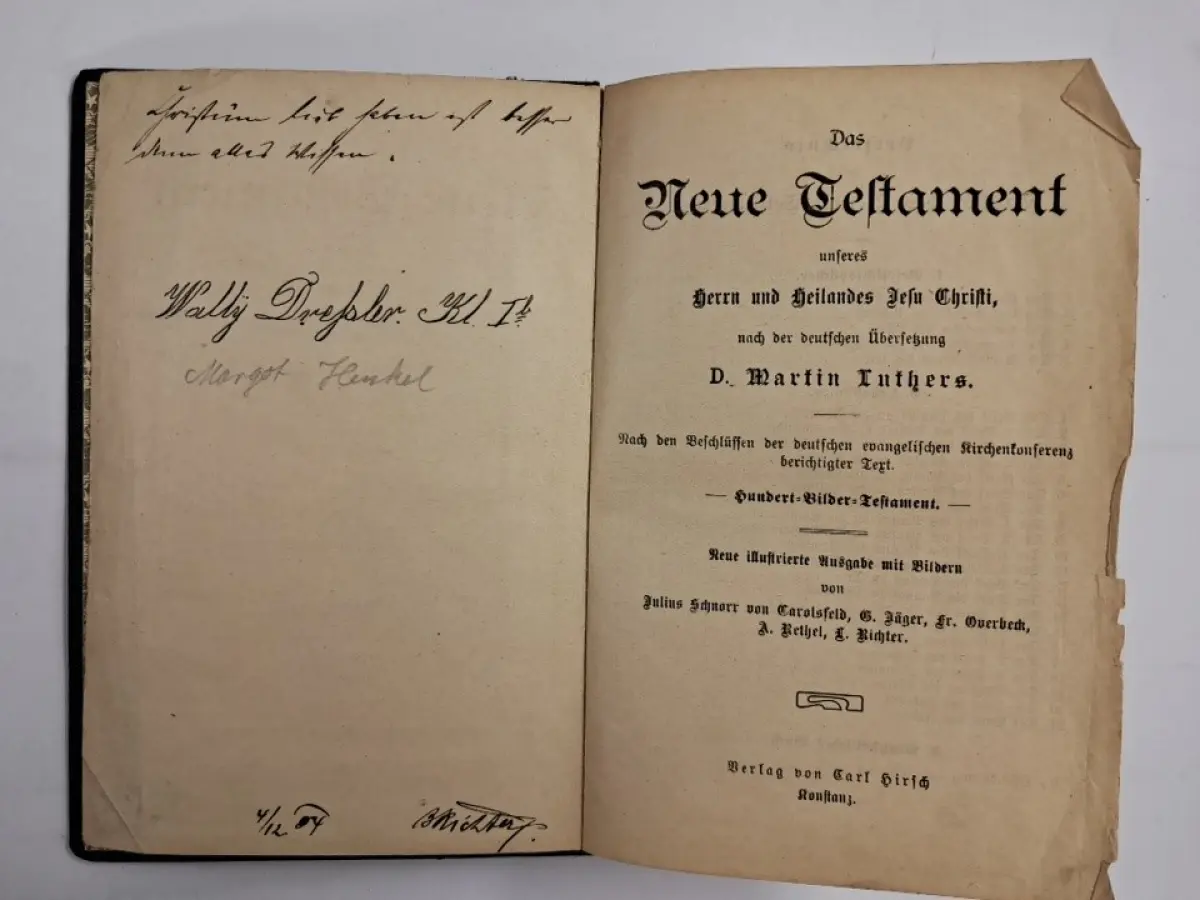 Christum lieb haben ist besser
denn alles Wissen.
Wally Dreßler. Kl. Ib.
Margot Henkel
4/12 04
BRichter
Das
Neue Testament
unseres
Herrn und Heilandes Jesu Christi,
nach der deutschen Übersetzung
D. Martin Luthers.
Nach den Beschlüssen der deutschen evangelischen Kirchenkonferenz
berichtigter Text.
— Hundert-Bilder-Testament. —
Neue illustrierte Ausgabe mit Bildern
von
Julius Schnorr von Carolsfeld, G. Jäger, Fr. Overbeck,
A. Rethel, L. Richter.
Verlag von Carl Hirsch
Konstanz.